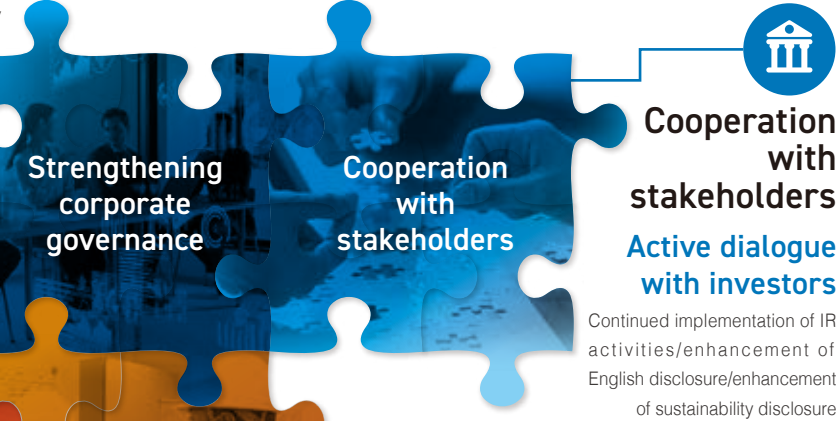 Strengthening
corporate
governance
Cooperation
with
stakeholders
Cooperation
with
stakeholders
Active dialogue
with investors
Continued implementation of IR
activities/enhancement of
English disclosure/enhancement
of sustainability disclosure